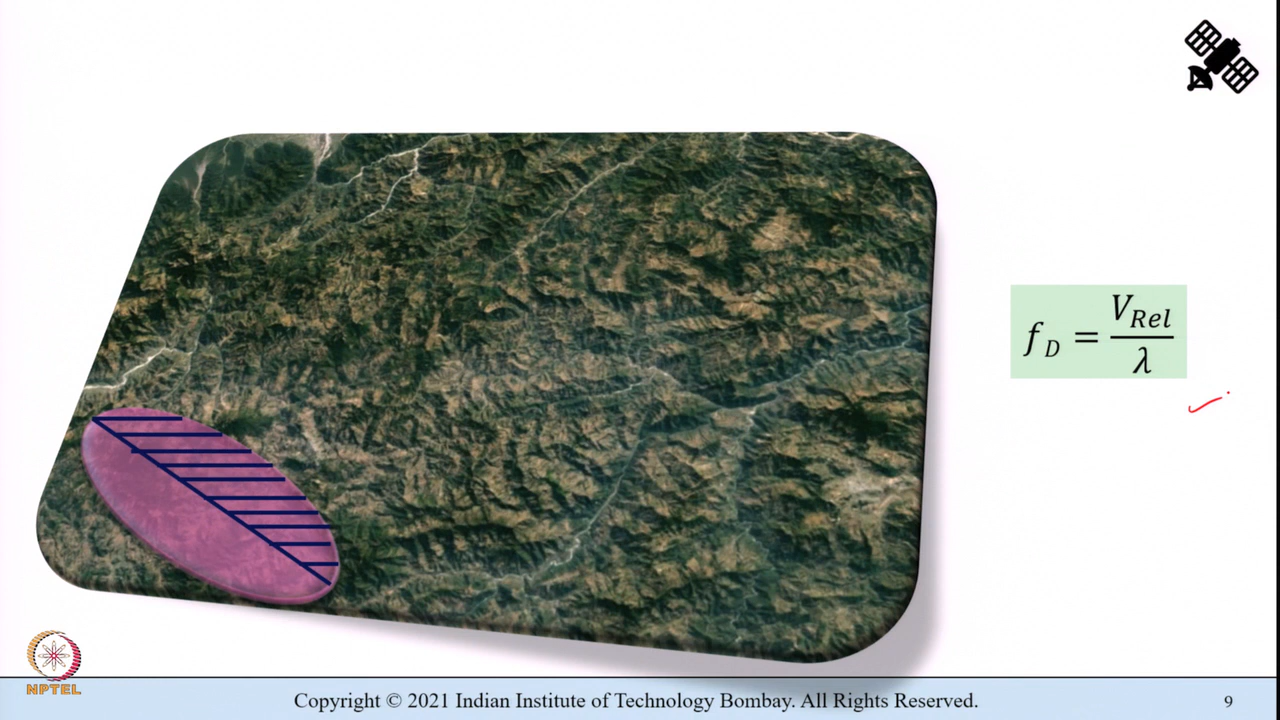 f_D = V_Rel / λ
NPTEL
Copyright © 2021 Indian Institute of Technology Bombay. All Rights Reserved.
9